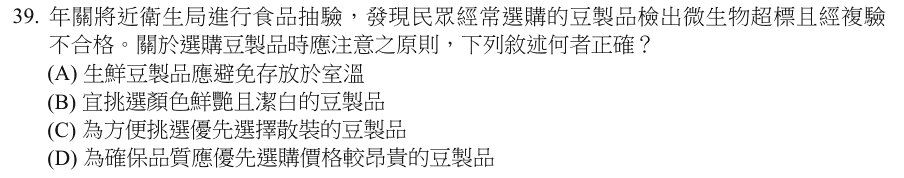 39. 年關將近衛生局進行食品抽驗，發現民眾經常選購的豆製品檢出微生物超標且經複驗
不合格。關於選購豆製品時應注意之原則，下列敘述何者正確？
(A) 生鮮豆製品應避免存放於室溫
(B) 宜挑選顏色鮮艷且潔白的豆製品
(C) 為方便挑選優先選擇散裝的豆製品
(D) 為確保品質應優先選購價格較昂貴的豆製品